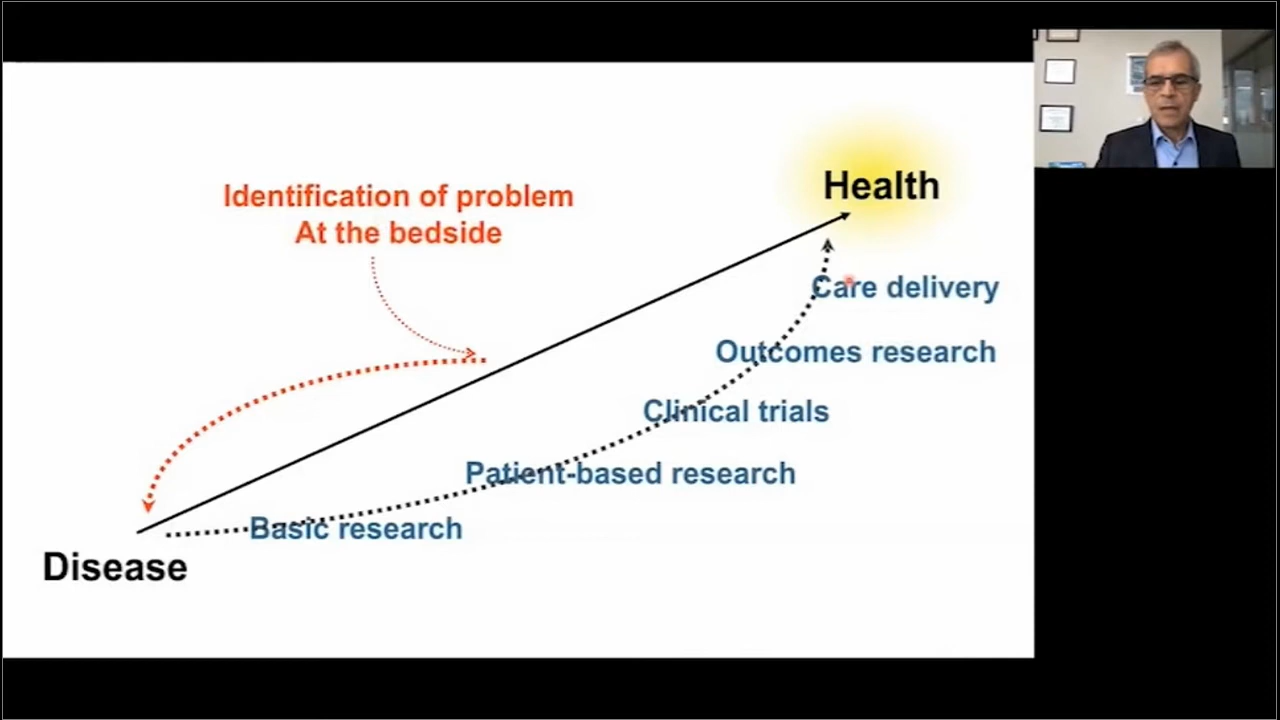 Identification of problem
At the bedside
Health
Care delivery
Outcomes research
Clinical trials
Patient-based research
Basic research
Disease